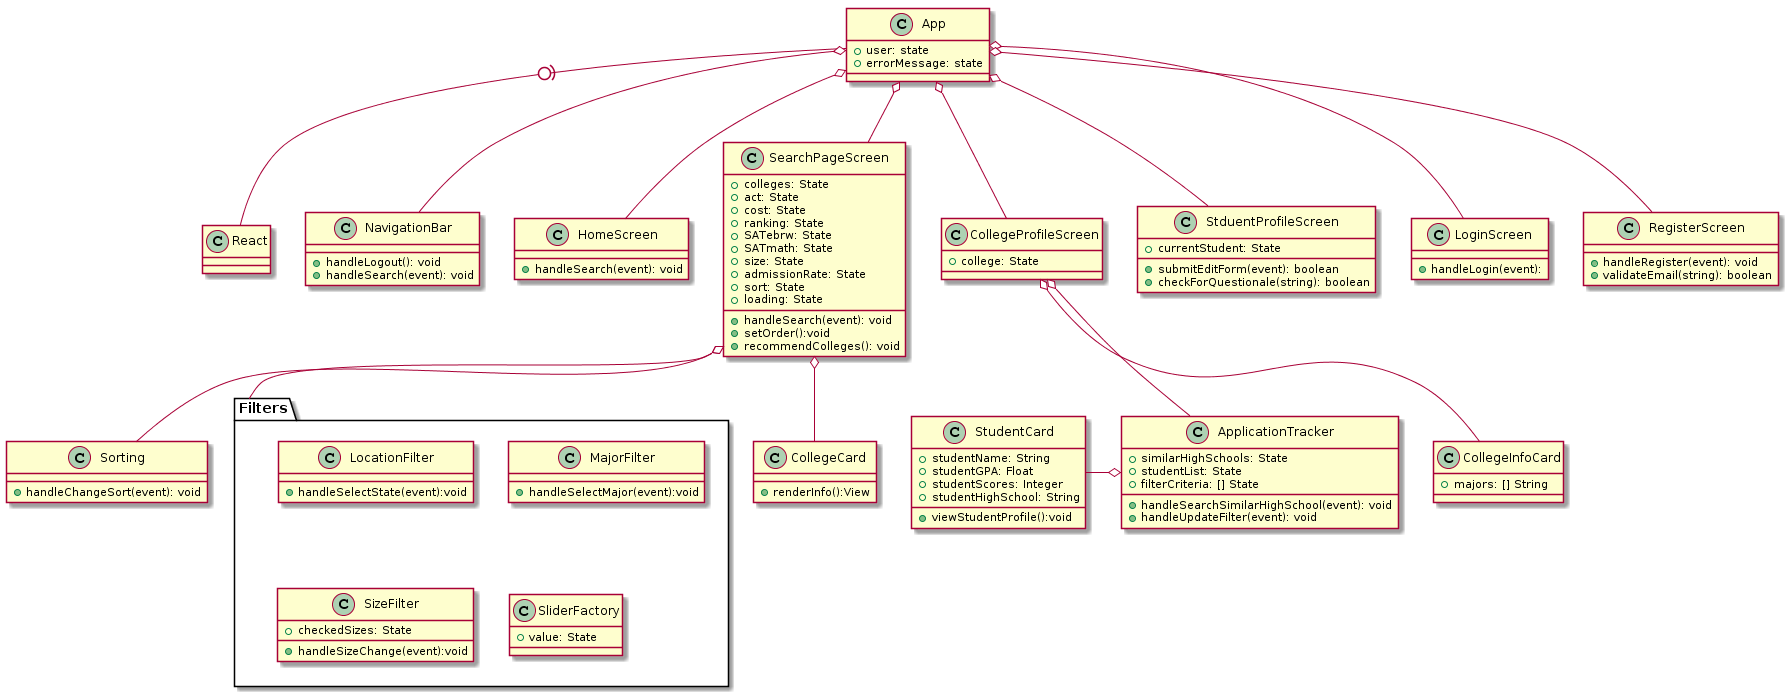 C App
user: state
errorMessage: state
C SearchPageScreen
colleges: State
act: State
cost: State
ranking: State
SATebrw: State
SATmath: State
size: State
admissionRate: State
sort: State
loading: State
handleSearch(event): void
setOrder():void
recommendColleges(): void
C React
C NavigationBar
handleLogout(): void
handleSearch(event): void
C HomeScreen
handleSearch(event): void
C CollegeProfileScreen
college: State
C StduentProfileScreen
currentStudent: State
submitEditForm(event): boolean
checkForQuestionale(string): boolean
C LoginScreen
handleLogin(event):
C RegisterScreen
handleRegister(event): void
validateEmail(string): boolean
C Sorting
handleChangeSort(event): void
Filters
C LocationFilter
handleSelectState(event):void
C MajorFilter
handleSelectMajor(event):void
C SizeFilter
checkedSizes: State
handleSizeChange(event):void
C SliderFactory
value: State
C CollegeCard
renderInfo():View
C StudentCard
studentName: String
studentGPA: Float
studentScores: Integer
studentHighSchool: String
viewStudentProfile():void
C ApplicationTracker
similarHighSchools: State
studentList: State
filterCriteria: [] State
handleSearchSimilarHighSchool(event): void
handleUpdateFilter(event): void
C CollegeInfoCard
majors: [] String